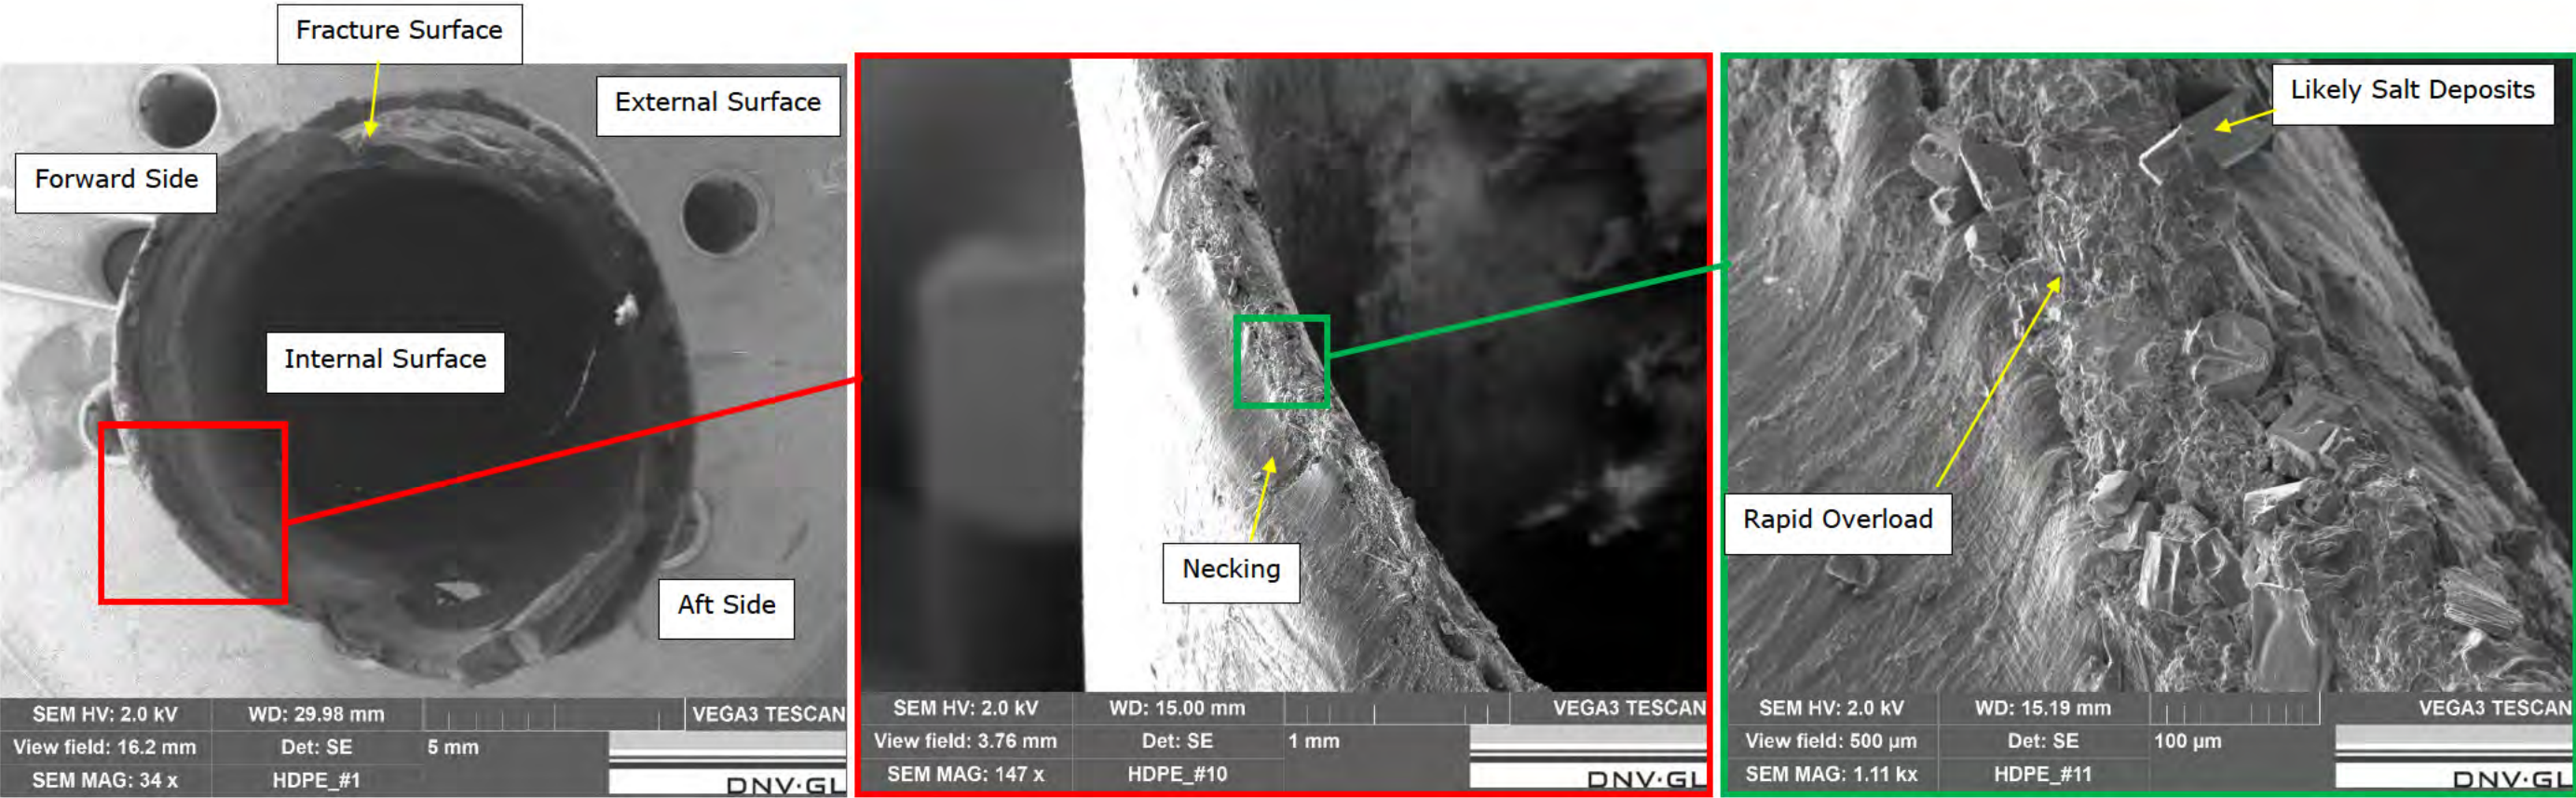 Fracture Surface
External Surface
Forward Side
Internal Surface
Aft Side
SEM HV: 2.0 kV
WD: 29.98 mm
VEGA3 TESCAN
View field: 16.2 mm
Det: SE
5 mm
SEM MAG: 34 x
HDPE_#1
DNV·GL
Necking
SEM HV: 2.0 kV
WD: 15.00 mm
VEGA3 TESCAN
View field: 3.76 mm
Det: SE
1 mm
SEM MAG: 147 x
HDPE_#10
DNV·GL
Likely Salt Deposits
Rapid Overload
SEM HV: 2.0 kV
WD: 15.19 mm
VEGA3 TESCAN
View field: 500 µm
Det: SE
100 µm
SEM MAG: 1.11 kx
HDPE_#11
DNV·GL